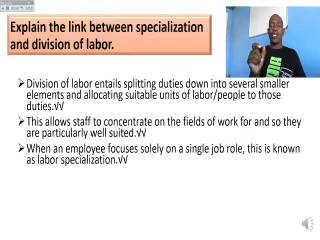 Explain the link between specialization
and division of labor.
➢Division of labor entails splitting duties down into several smaller
elements and allocating suitable units of labor/people to those
duties.√√
➢This allows staff to concentrate on the fields of work for and so they
are particularly well suited.√√
➢When an employee focuses solely on a single job role, this is known
as labor specialization.√√